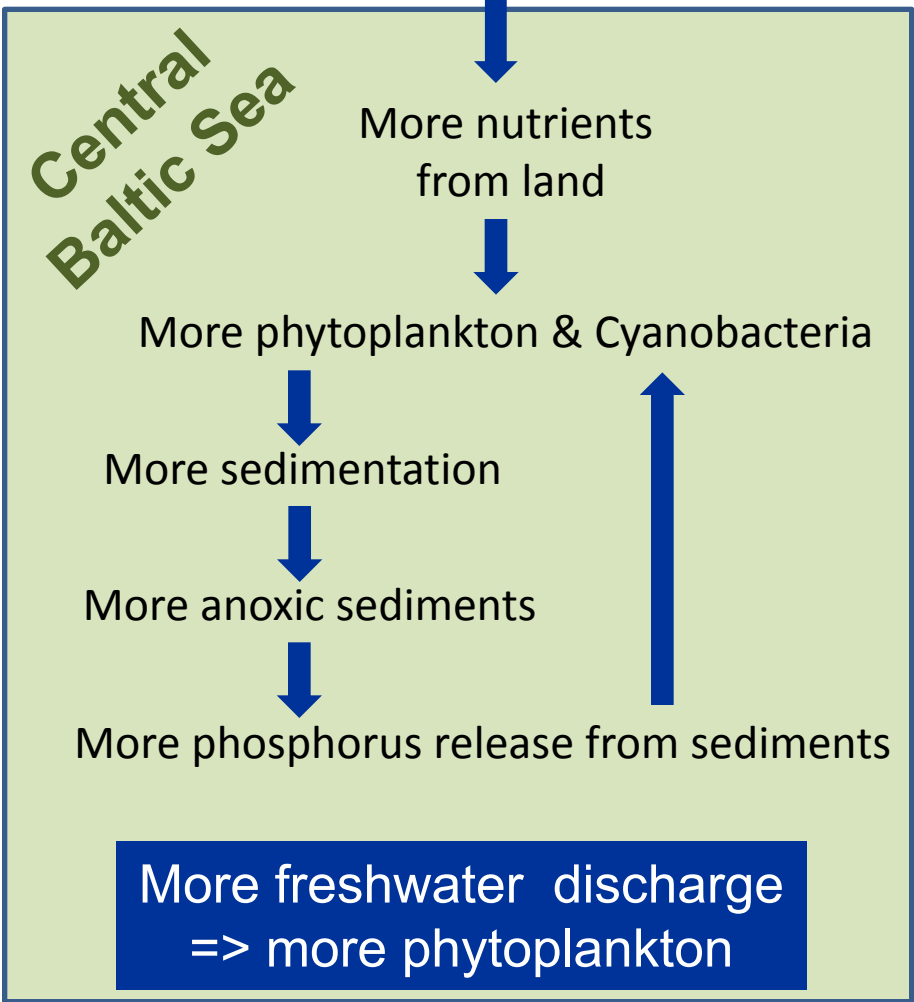 Central
Baltic Sea
More nutrients
from land
More phytoplankton & Cyanobacteria
More sedimentation
More anoxic sediments
More phosphorus release from sediments
More freshwater discharge
=> more phytoplankton